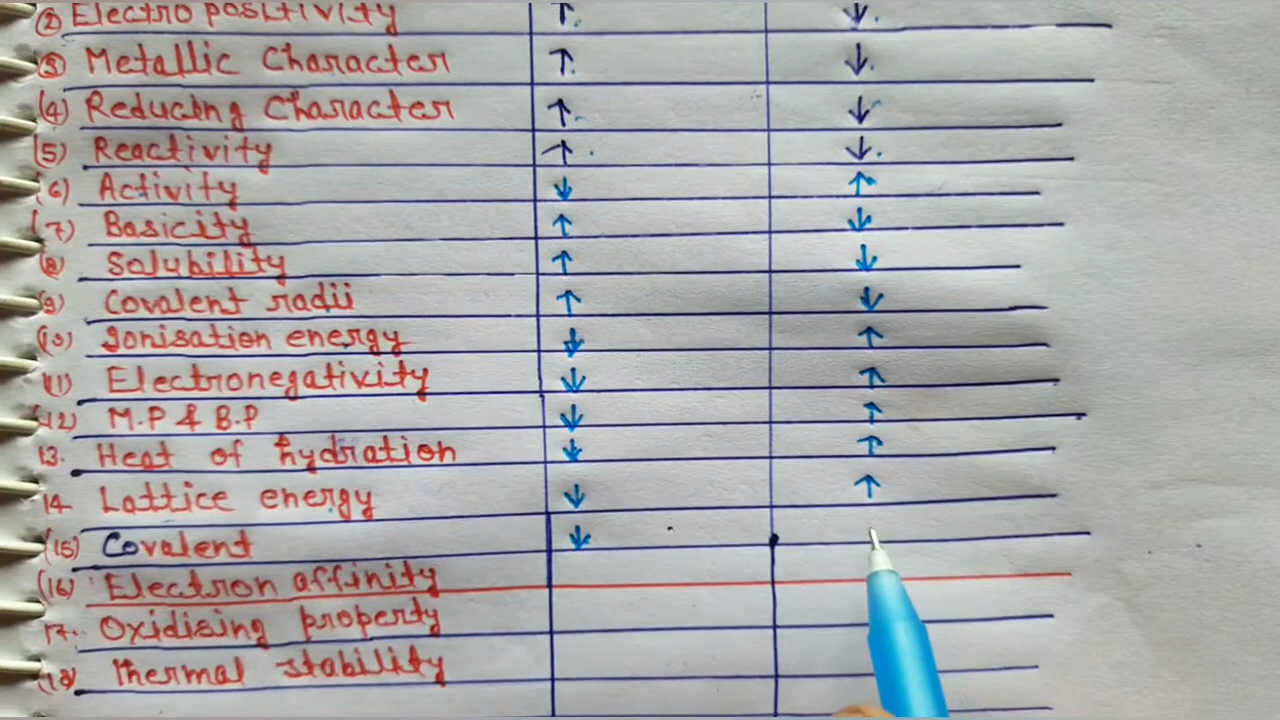 ② Electropositivity ↑. ↓.
③ Metallic Character ↑. ↓.
(4) Reducing Character ↑. ↓
(5) Reactivity ↑. ↓.
(6) Activity ↓ ↑
(7) Basicity ↑ ↓
(8) Solubility ↑ ↓
(9) Covalent radii ↑ ↓
(10) Ionisation energy ↓ ↑
(11) Electronegativity ↓ ↑
(12) M.P & B.P ↓ ↑
13. Heat of hydration ↓ ↑
14. Lattice energy ↓ ↑
(15) Covalent ↓
(16) Electron affinity
17. Oxidising property
(18) Thermal stability